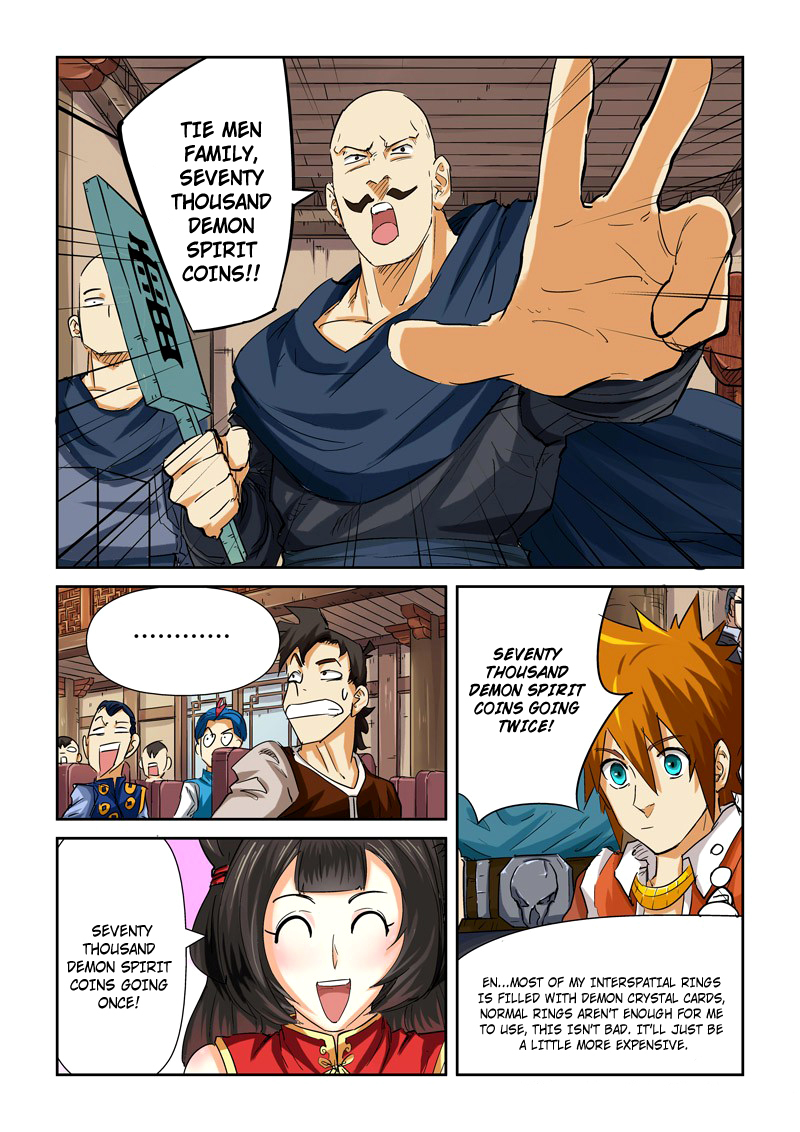 TIE MEN
FAMILY,
SEVENTY
THOUSAND
DEMON
SPIRIT
COINS!!
............
SEVENTY
THOUSAND
DEMON SPIRIT
COINS GOING
ONCE!
SEVENTY
THOUSAND
DEMON SPIRIT
COINS GOING
TWICE!
EN...MOST OF MY INTERSPATIAL RINGS
IS FILLED WITH DEMON CRYSTAL CARDS,
NORMAL RINGS AREN'T ENOUGH FOR ME
TO USE, THIS ISN'T BAD. IT'LL JUST BE
A LITTLE MORE EXPENSIVE.